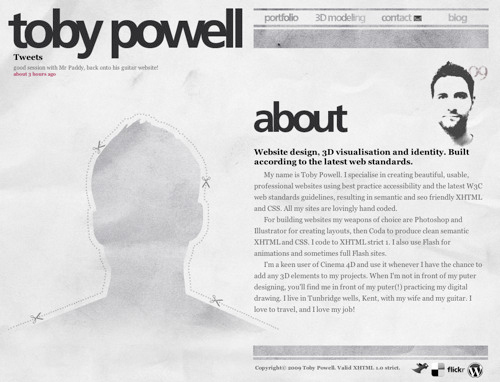 toby powell
portfolio 3D modeling contact blog
Tweets
good session with Mr Paddy, back onto his guitar website!
about 3 hours ago
09
about
Website design, 3D visualisation and identity. Built
according to the latest web standards.
My name is Toby Powell. I specialise in creating beautiful, usable,
professional websites using best practice accessibility and the latest W3C
web standards guidelines, resulting in semantic and seo friendly XHTML
and CSS. All my sites are lovingly hand coded.
For building websites my weapons of choice are Photoshop and
Illustrator for creating layouts, then Coda to produce clean semantic
XHTML and CSS. I code to XHTML strict 1. I also use Flash for
animations and sometimes full Flash sites.
I'm a keen user of Cinema 4D and use it whenever I have the chance to
add any 3D elements to my projects. When I'm not in front of my puter
designing, you'll find me in front of my puter(!) practicing my digital
drawing. I live in Tunbridge wells, Kent, with my wife and my guitar. I
love to travel, and I love my job!
Copyright© 2009 Toby Powell. Valid XHTML 1.0 strict. flickr